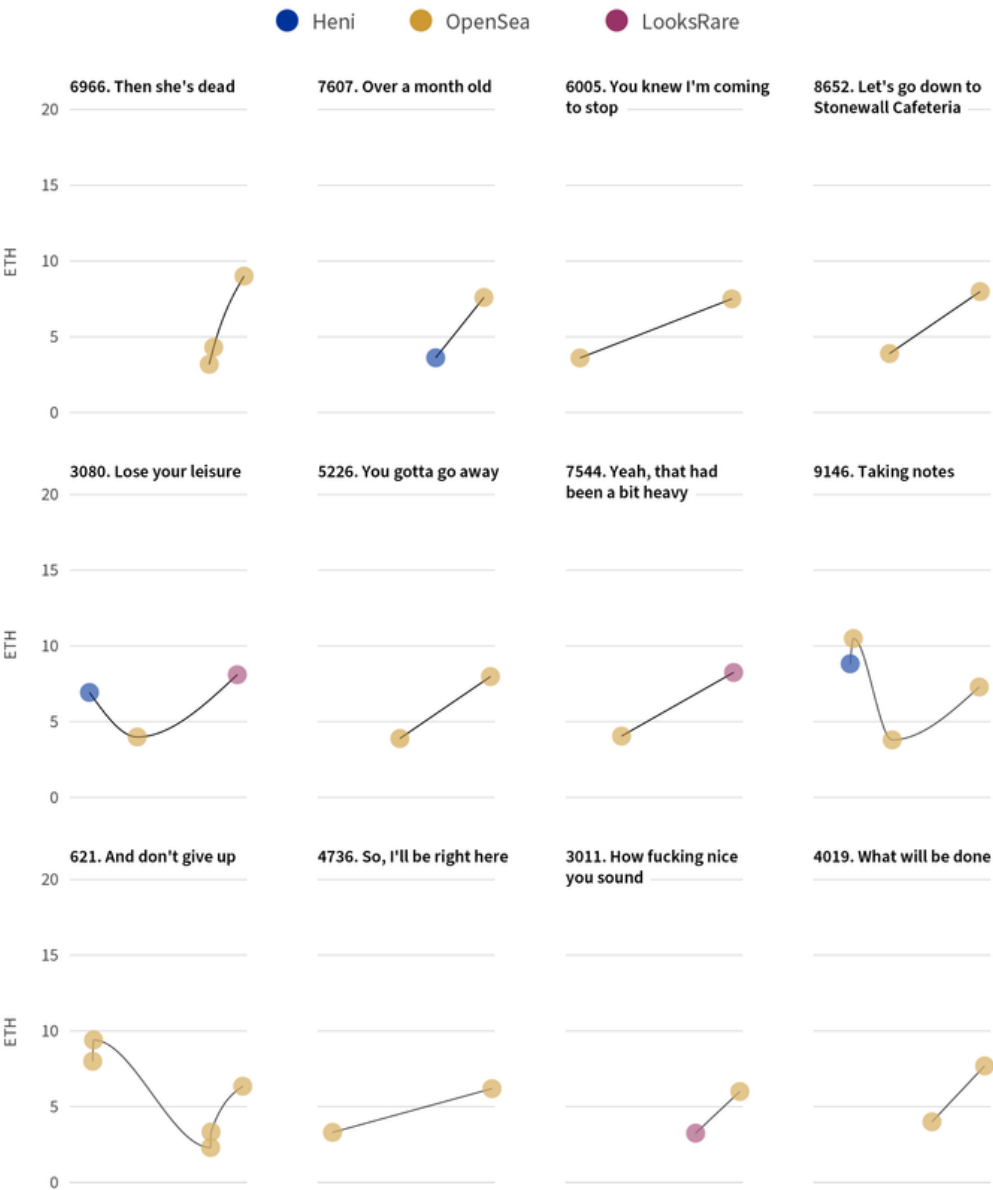 Heni OpenSea LooksRare
6966. Then she's dead
7607. Over a month old
6005. You knew I'm coming
to stop
8652. Let's go down to
Stonewall Cafeteria
20
15
10
5
0
ETH
3080. Lose your leisure
5226. You gotta go away
7544. Yeah, that had
been a bit heavy
9146. Taking notes
20
15
10
5
0
ETH
621. And don't give up
4736. So, I'll be right here
3011. How fucking nice
you sound
4019. What will be done
20
15
10
5
0
ETH